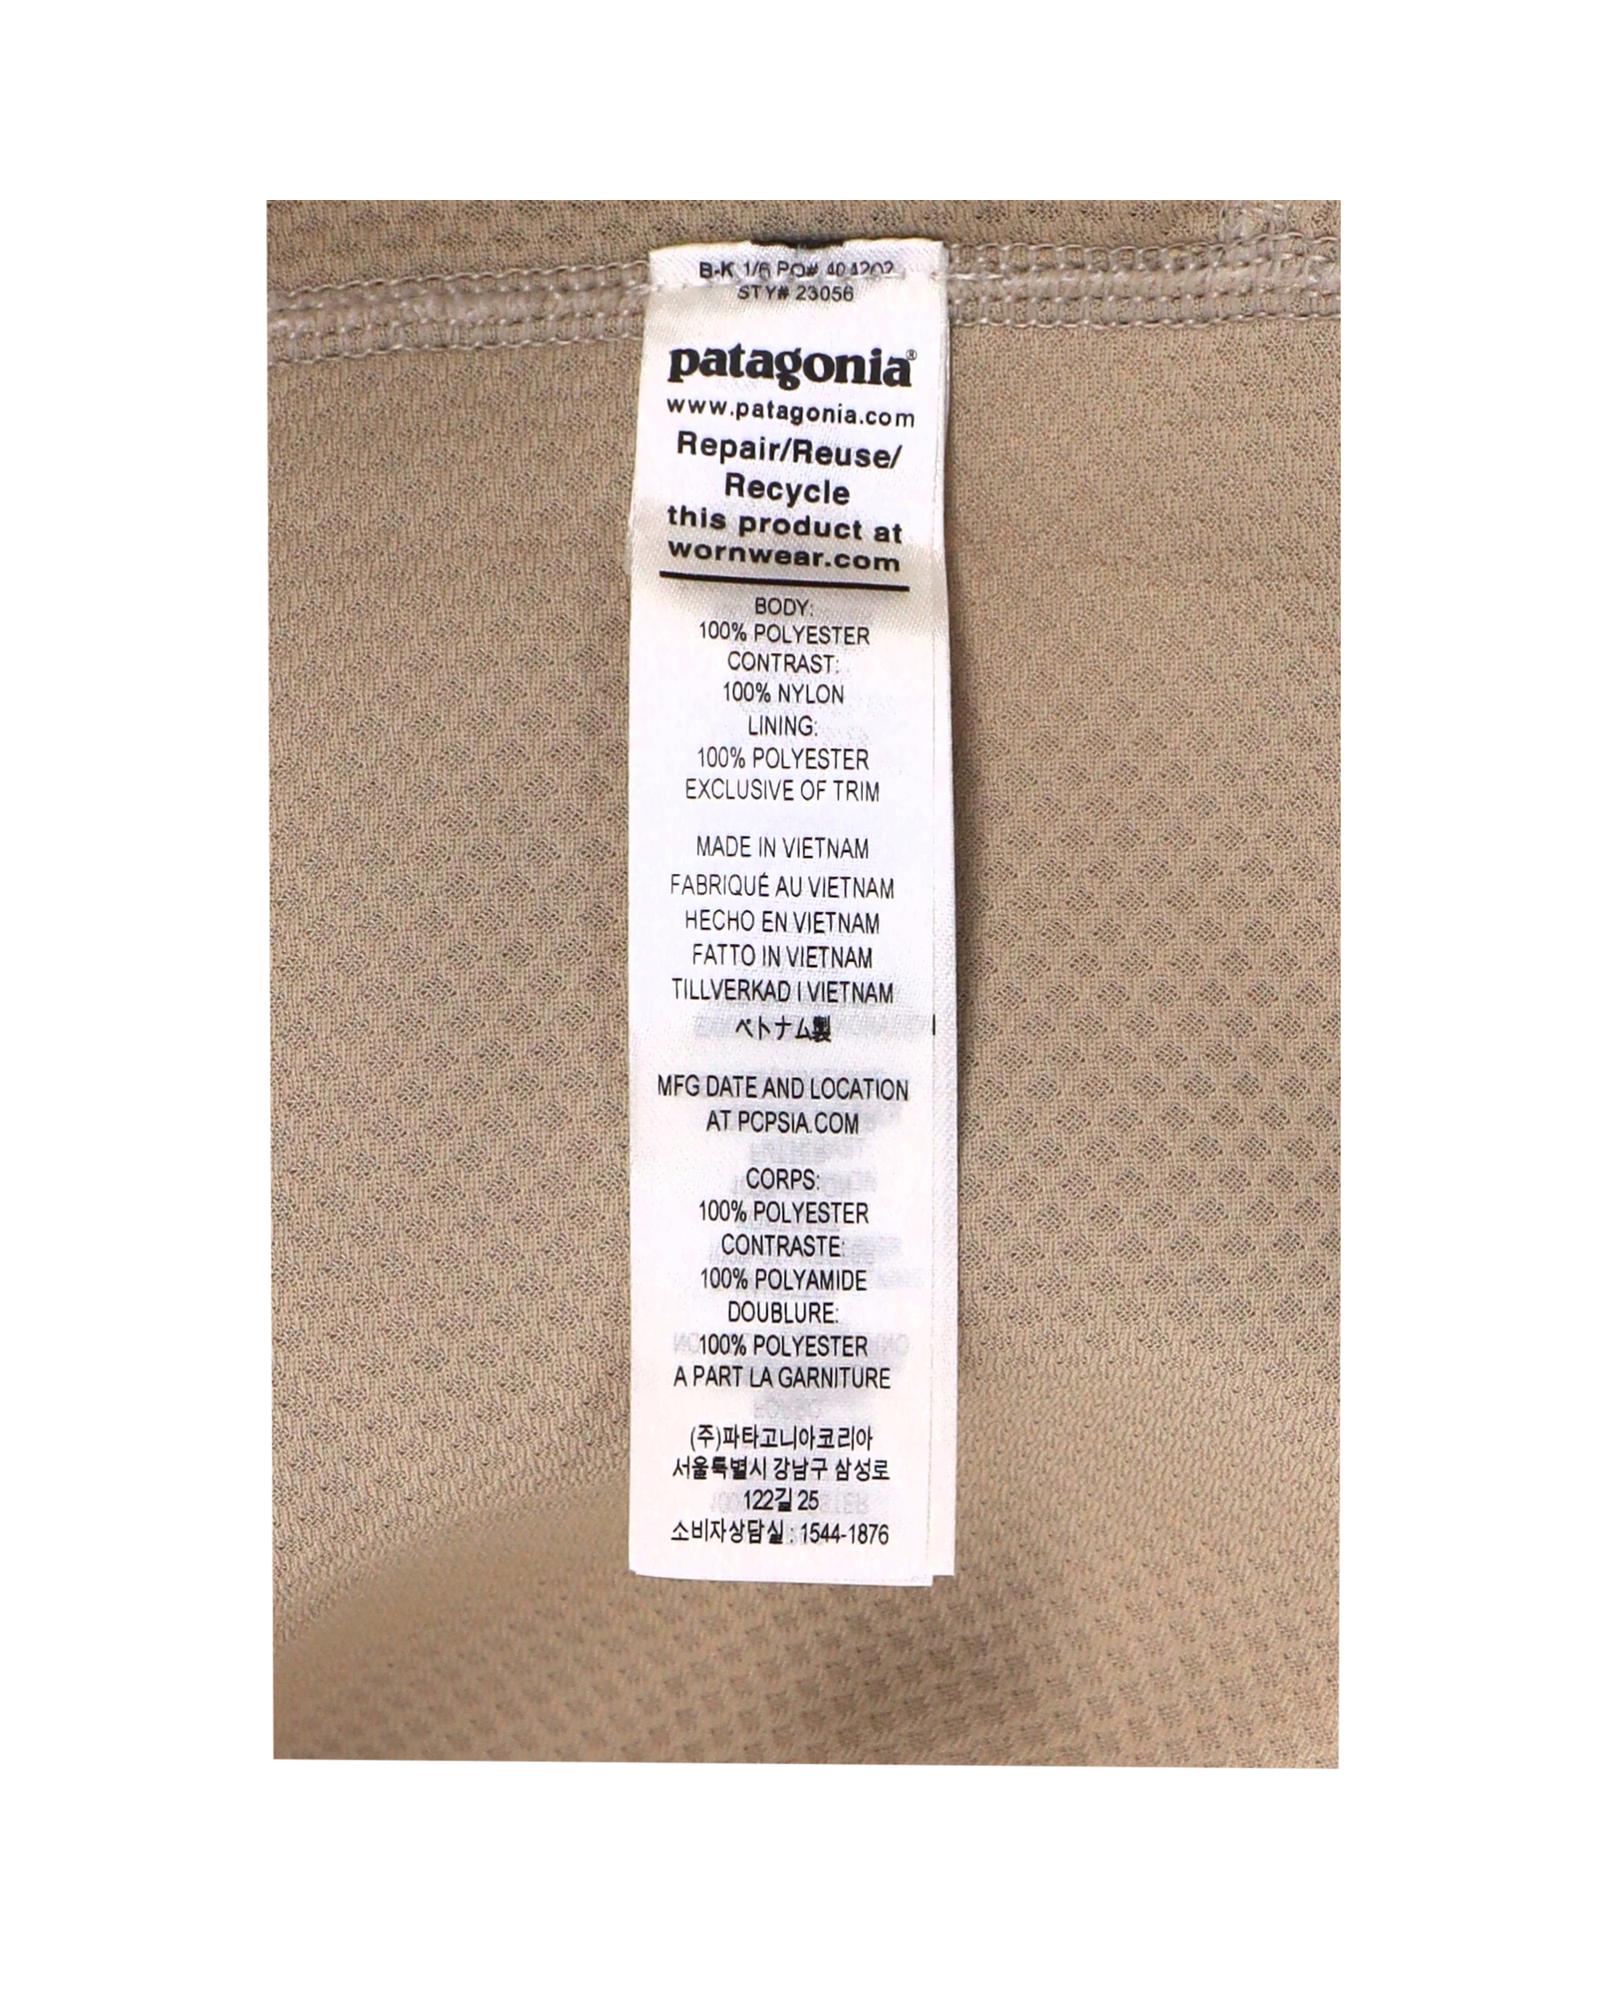 B-K 1/6 PO# 404202
STY# 23056
patagonia®
www.patagonia.com
Repair/Reuse/
Recycle
this product at
wornwear.com
BODY:
100% POLYESTER
CONTRAST:
100% NYLON
LINING:
100% POLYESTER
EXCLUSIVE OF TRIM
MADE IN VIETNAM
FABRIQUÉ AU VIETNAM
HECHO EN VIETNAM
FATTO IN VIETNAM
TILLVERKAD I VIETNAM
ベトナム製
MFG DATE AND LOCATION
AT PCPSIA.COM
CORPS:
100% POLYESTER
CONTRASTE:
100% POLYAMIDE
DOUBLURE:
100% POLYESTER
A PART LA GARNITURE
(주)파타고니아코리아
서울특별시 강남구 삼성로
122길 25
소비자상담실 : 1544-1876